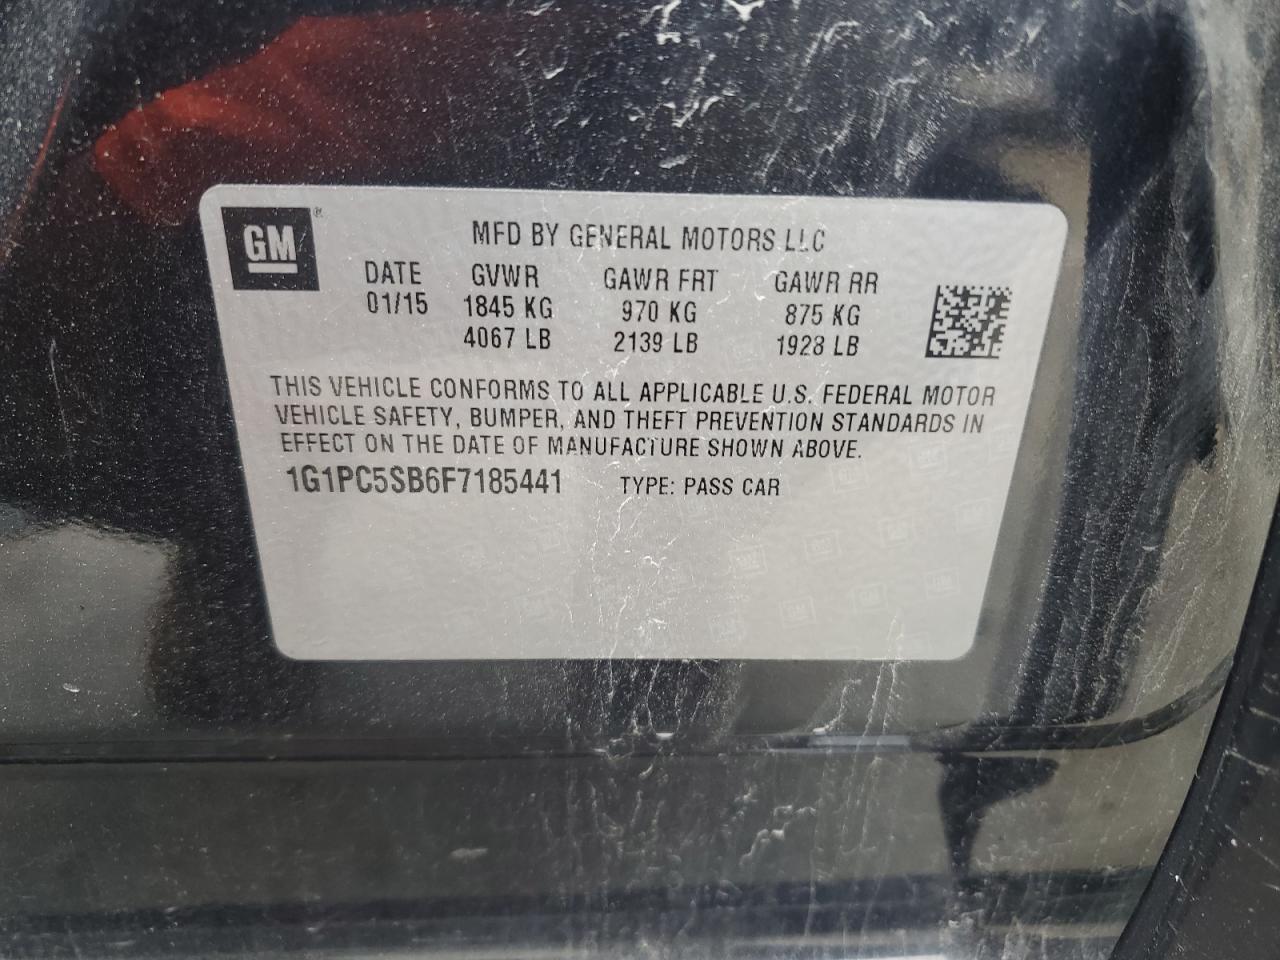 GM®
MFD BY GENERAL MOTORS LLC
DATE GVWR GAWR FRT GAWR RR
01/15 1845 KG 970 KG 875 KG
4067 LB 2139 LB 1928 LB
THIS VEHICLE CONFORMS TO ALL APPLICABLE U.S. FEDERAL MOTOR
VEHICLE SAFETY, BUMPER, AND THEFT PREVENTION STANDARDS IN
EFFECT ON THE DATE OF MANUFACTURE SHOWN ABOVE.
1G1PC5SB6F7185441 TYPE: PASS CAR